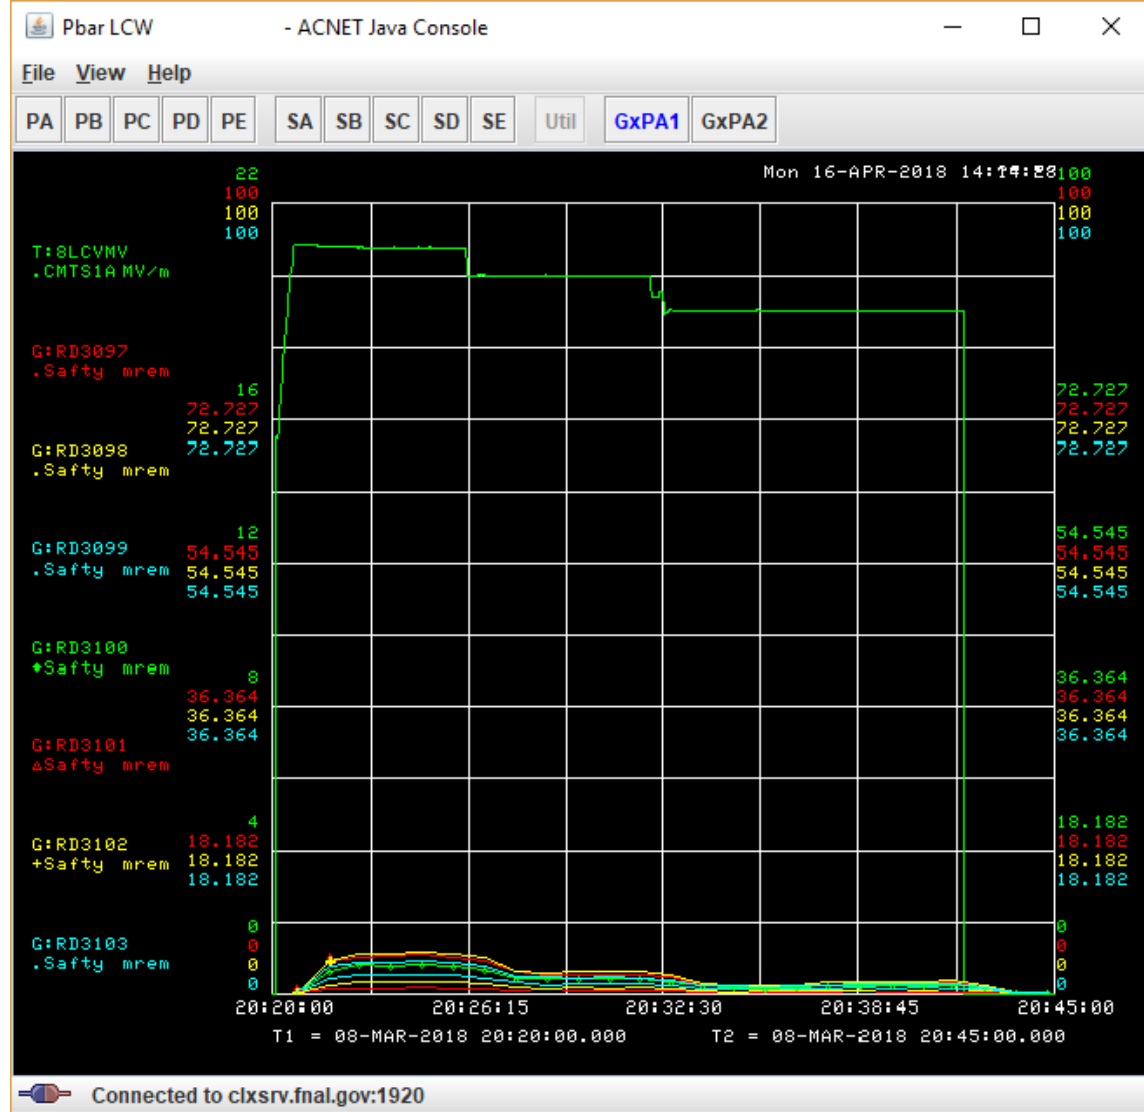 Pbar LCW - ACNET Java Console
File View Help
PA PB PC PD PE SA SB SC SD SE Util GxPA1 GxPA2
Mon 16-APR-2018
22
100
100
100
100
100
100
100
T:8LCVMV
.CMTS1A MV/m
G:RD3097
.Safty mrem
16
72.727
72.727
72.727
72.727
72.727
72.727
72.727
G:RD3098
.Safty mrem
12
54.545
54.545
54.545
54.545
54.545
54.545
54.545
G:RD3099
.Safty mrem
G:RD3100
Safty mrem
8
36.364
36.364
36.364
36.364
36.364
36.364
36.364
G:RD3101
△Safty mrem
4
18.182
18.182
18.182
18.182
18.182
18.182
18.182
G:RD3102
+Safty mrem
0
0
0
0
0
0
0
0
G:RD3103
.Safty mrem
20:20:00 20:26:15 20:32:30 20:38:45 20:45:00
T1 = 08-MAR-2018 20:20:00.000 T2 = 08-MAR-2018 20:45:00.000
Connected to clxsrv.fnal.gov:1920